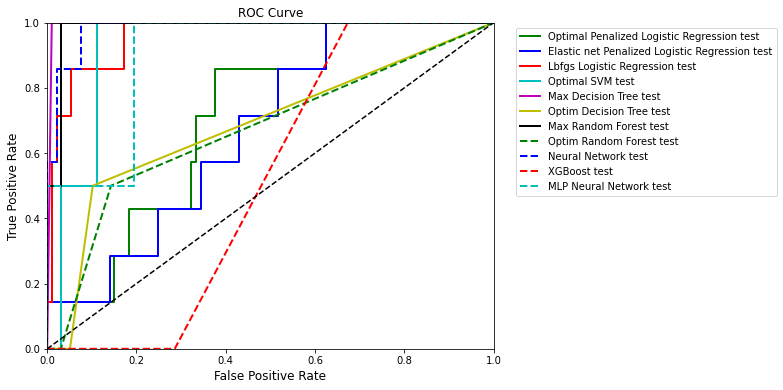 ROC Curve
1.0
0.8
0.6
0.4
0.2
0.0
True Positive Rate
0.0 0.2 0.4 0.6 0.8 1.0
False Positive Rate
Optimal Penalized Logistic Regression test
Elastic net Penalized Logistic Regression test
Lbfgs Logistic Regression test
Optimal SVM test
Max Decision Tree test
Optim Decision Tree test
Max Random Forest test
Optim Random Forest test
Neural Network test
XGBoost test
MLP Neural Network test